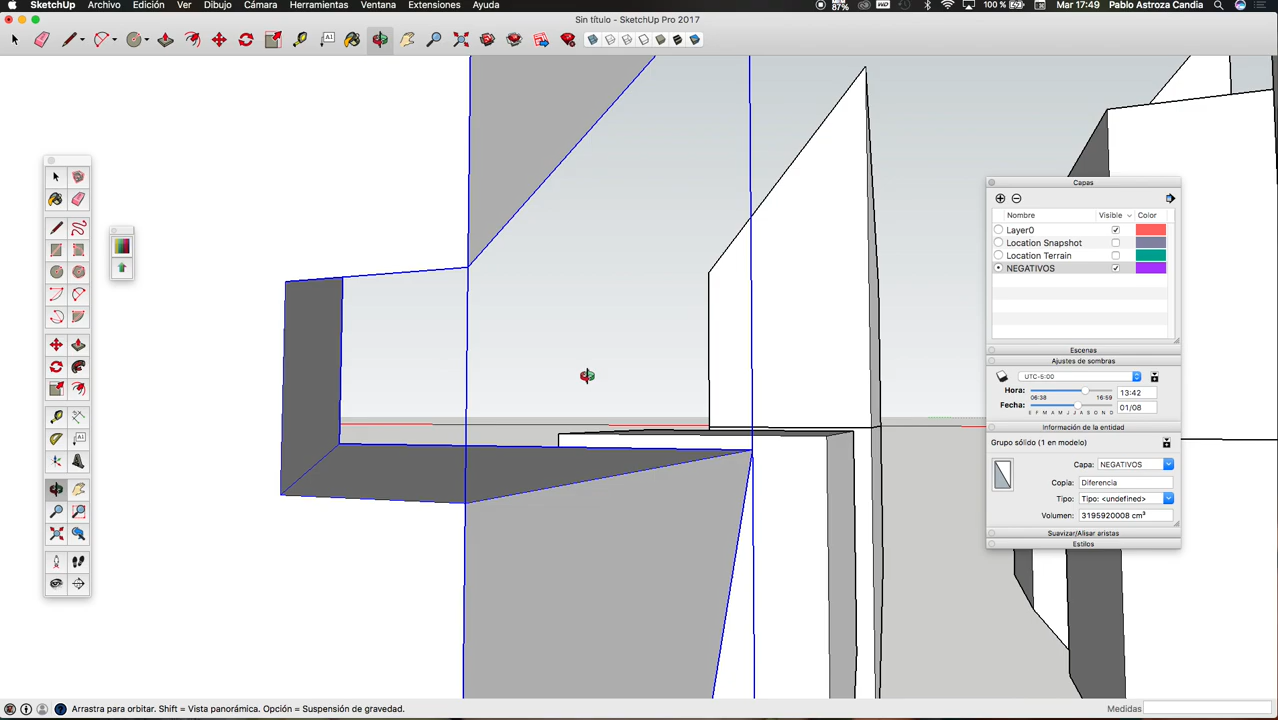 SketchUp Archivo Edición Ver Dibujo Cámara Herramientas Ventana Extensiones Ayuda 87% WD 100 % Mar 17:49 Pablo Astroza Candia
Sin título - SketchUp Pro 2017
Capas
Nombre Visible Color
Layer0
Location Snapshot
Location Terrain
NEGATIVOS
Escenas
Ajustes de sombras
UTC-5:00
Hora: 13:42
06:38 16:59
Fecha: 01/08
E F M A M J J A S O N D
Información de la entidad
Grupo sólido (1 en modelo)
Capa: NEGATIVOS
Copia: Diferencia
Tipo: Tipo: <undefined>
Volumen: 3195920008 cm³
Suavizar/Alisar aristas
Estilos
Arrastra para orbitar. Shift = Vista panorámica. Opción = Suspensión de gravedad. Medidas